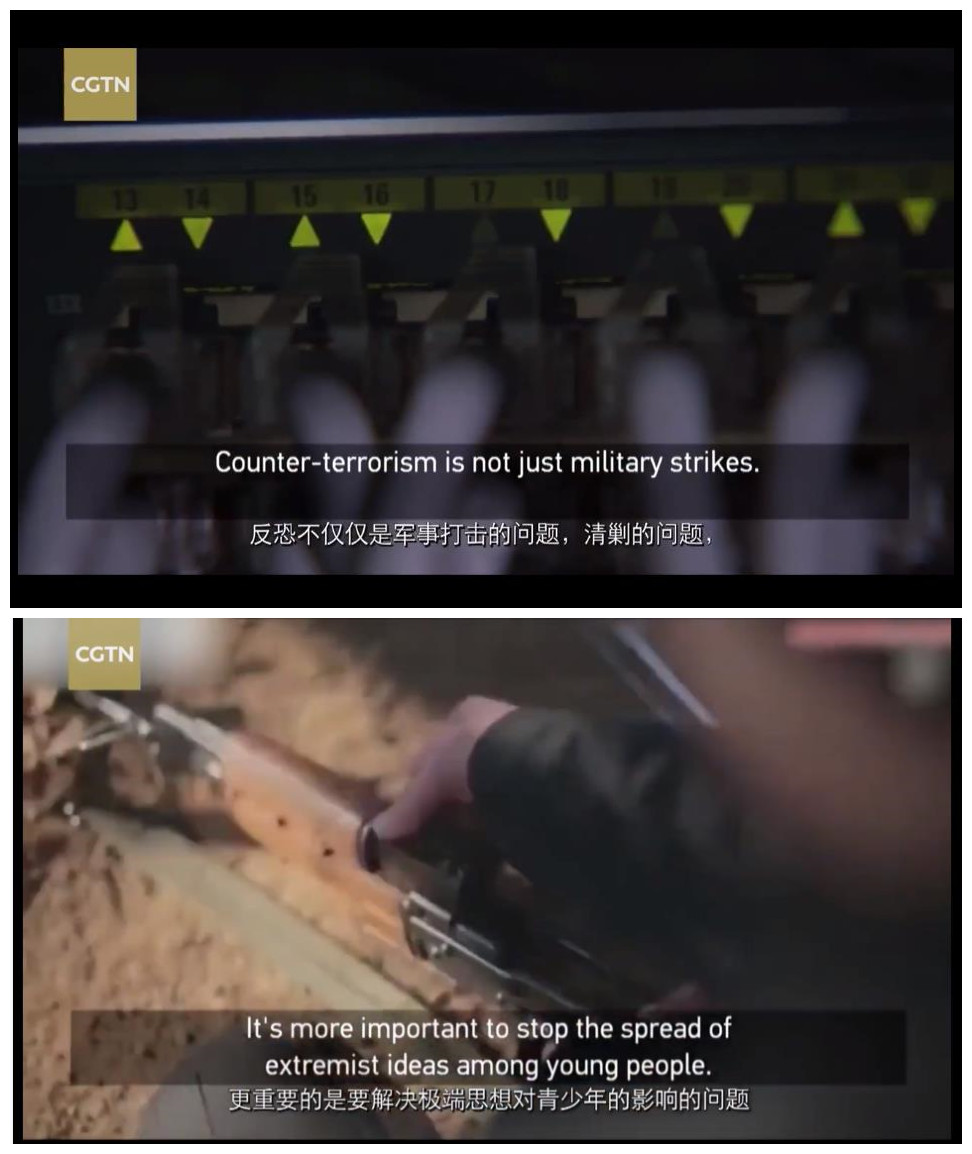 CGTN
13 14 15 16 17 18 19 20
Counter-terrorism is not just military strikes.
反恐不仅仅是军事打击的问题，清剿的问题，
CGTN
It's more important to stop the spread of
extremist ideas among young people.
更重要的是要解决极端思想对青少年的影响的问题